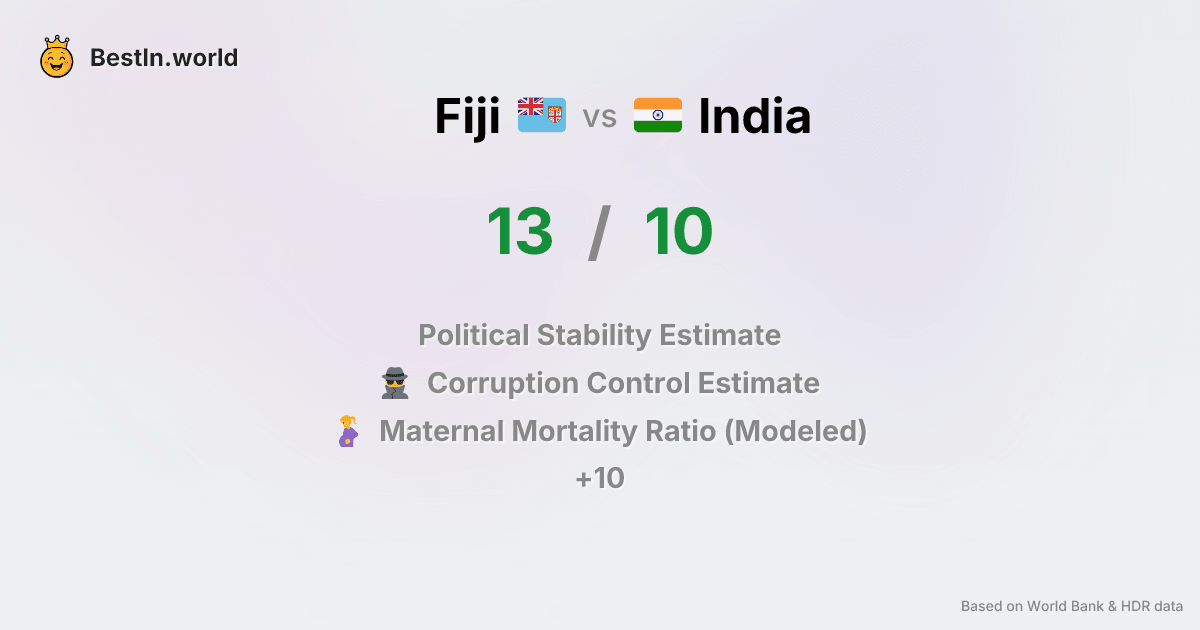 BestIn.world
Fiji vs India
13 / 10
Political Stability Estimate
Corruption Control Estimate
Maternal Mortality Ratio (Modeled)
+10
Based on World Bank & HDR data